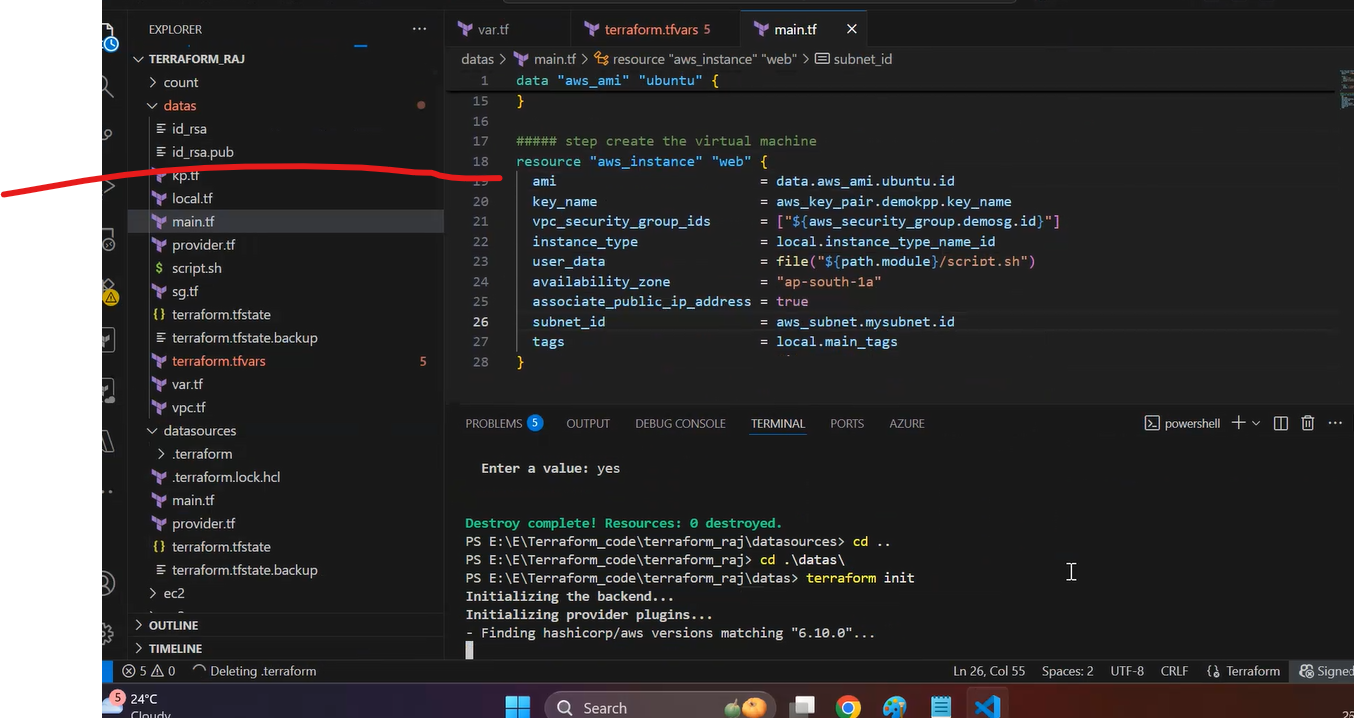 EXPLORER
TERRAFORM_RAJ
count
datas
id_rsa
id_rsa.pub
kp.tf
local.tf
main.tf
provider.tf
$ script.sh
sg.tf
{} terraform.tfstate
terraform.tfstate.backup
terraform.tfvars 5
var.tf
vpc.tf
datasources
.terraform
.terraform.lock.hcl
main.tf
provider.tf
{} terraform.tfstate
terraform.tfstate.backup
ec2
OUTLINE
TIMELINE
var.tf terraform.tfvars 5 main.tf
datas > main.tf > resource "aws_instance" "web" > subnet_id
1 data "aws_ami" "ubuntu" {
15 }
16
17 ##### step create the virtual machine
18 resource "aws_instance" "web" {
19 ami = data.aws_ami.ubuntu.id
20 key_name = aws_key_pair.demokpp.key_name
21 vpc_security_group_ids = ["${aws_security_group.demosg.id}"]
22 instance_type = local.instance_type_name_id
23 user_data = file("${path.module}/script.sh")
24 availability_zone = "ap-south-1a"
25 associate_public_ip_address = true
26 subnet_id = aws_subnet.mysubnet.id
27 tags = local.main_tags
28 }
PROBLEMS 5 OUTPUT DEBUG CONSOLE TERMINAL PORTS AZURE powershell
Enter a value: yes
Destroy complete! Resources: 0 destroyed.
PS E:\E\Terraform_code\terraform_raj\datasources> cd ..
PS E:\E\Terraform_code\terraform_raj> cd .\datas\
PS E:\E\Terraform_code\terraform_raj\datas> terraform init
Initializing the backend...
Initializing provider plugins...
- Finding hashicorp/aws versions matching "6.10.0"...
5 0 Deleting .terraform Ln 26, Col 55 Spaces: 2 UTF-8 CRLF {} Terraform Signed
5 24°C
Cloudy
Search